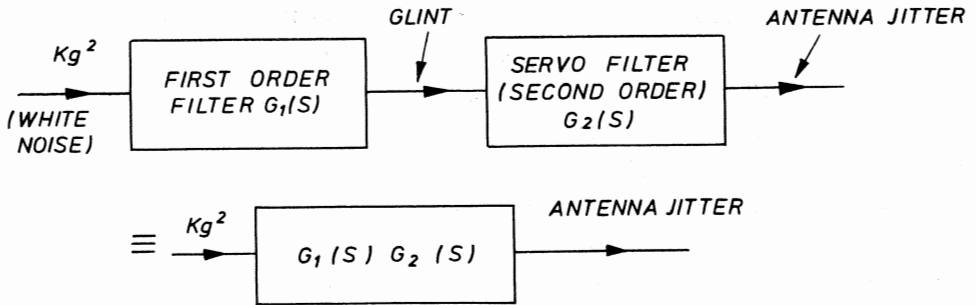 GLINT
ANTENNA JITTER
Kg²
(WHITE
NOISE)
FIRST ORDER
FILTER G₁(S)
SERVO FILTER
(SECOND ORDER)
G₂(S)
≡
Kg²
G₁(S) G₂ (S)
ANTENNA JITTER